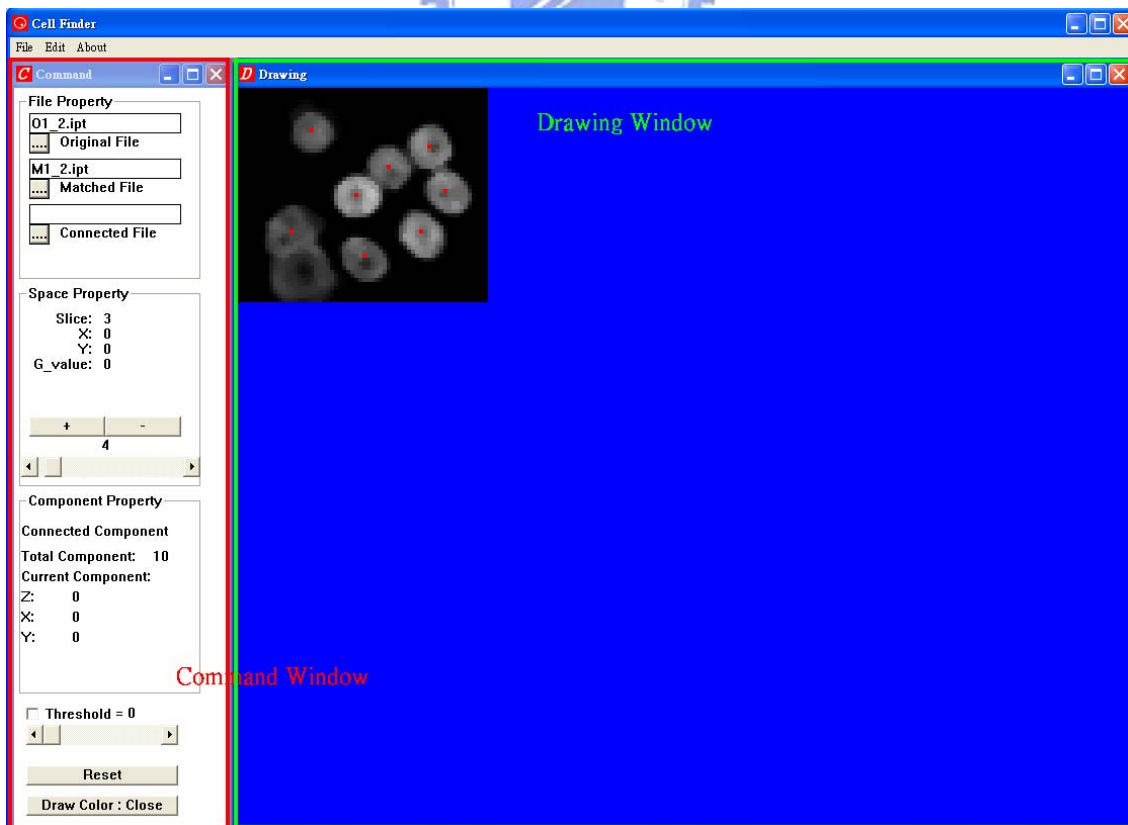 Cell Finder
File Edit About
C Command
D Drawing
File Property
O1_2.ipt
.... Original File
M1_2.ipt
.... Matched File
.... Connected File
Drawing Window
Space Property
Slice: 3
X: 0
Y: 0
G_value: 0
+ -
4
Component Property
Connected Component
Total Component: 10
Current Component:
Z: 0
X: 0
Y: 0
Command Window
Threshold = 0
Reset
Draw Color : Close